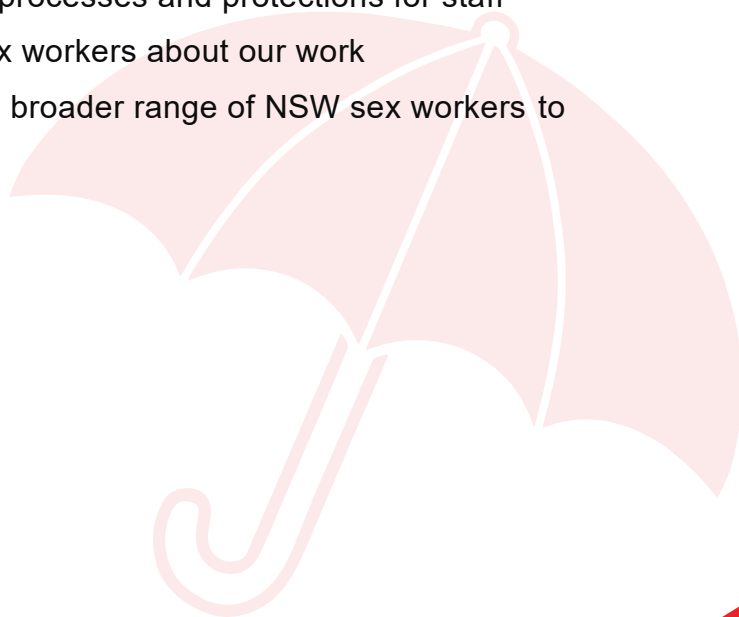 processes and protections for staff
x workers about our work
broader range of NSW sex workers to